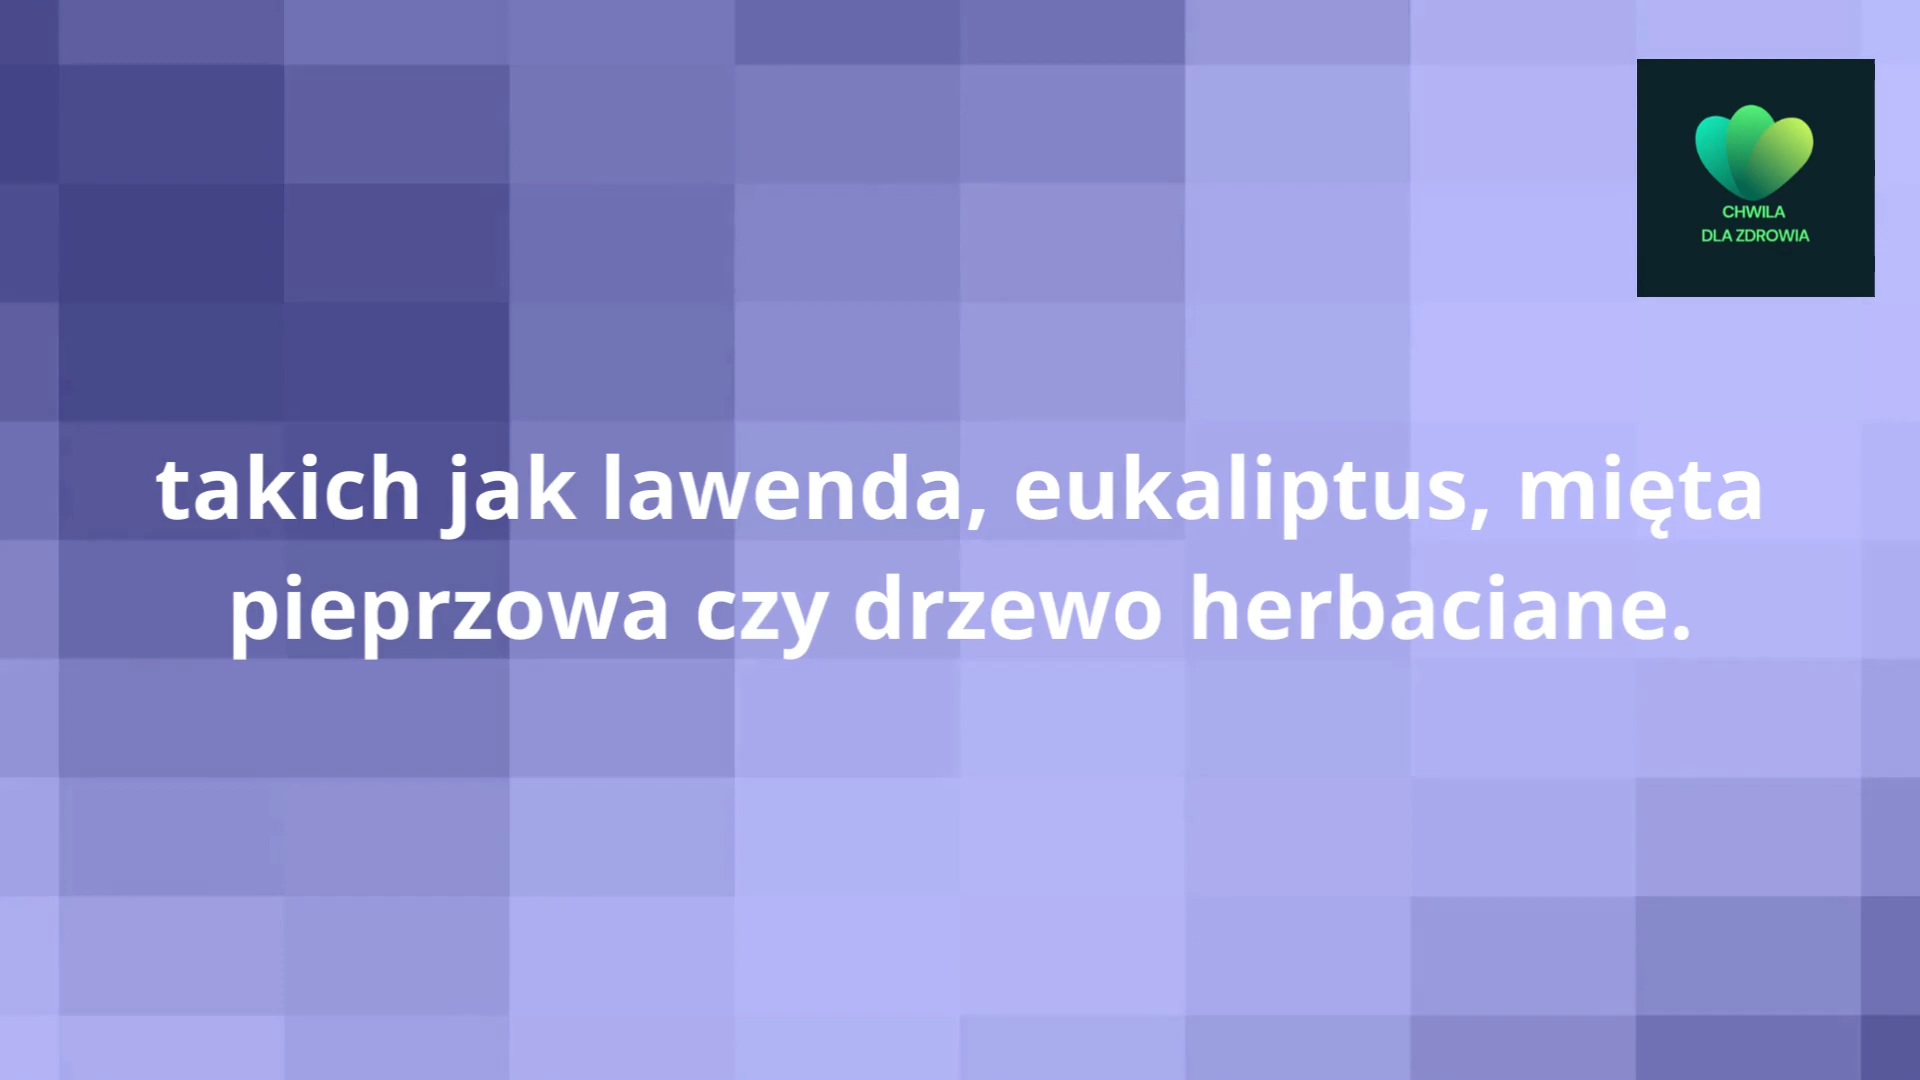 CHWILA
DLA ZDROWIA
takich jak lawenda, eukaliptus, mięta
pieprzowa czy drzewo herbaciane.